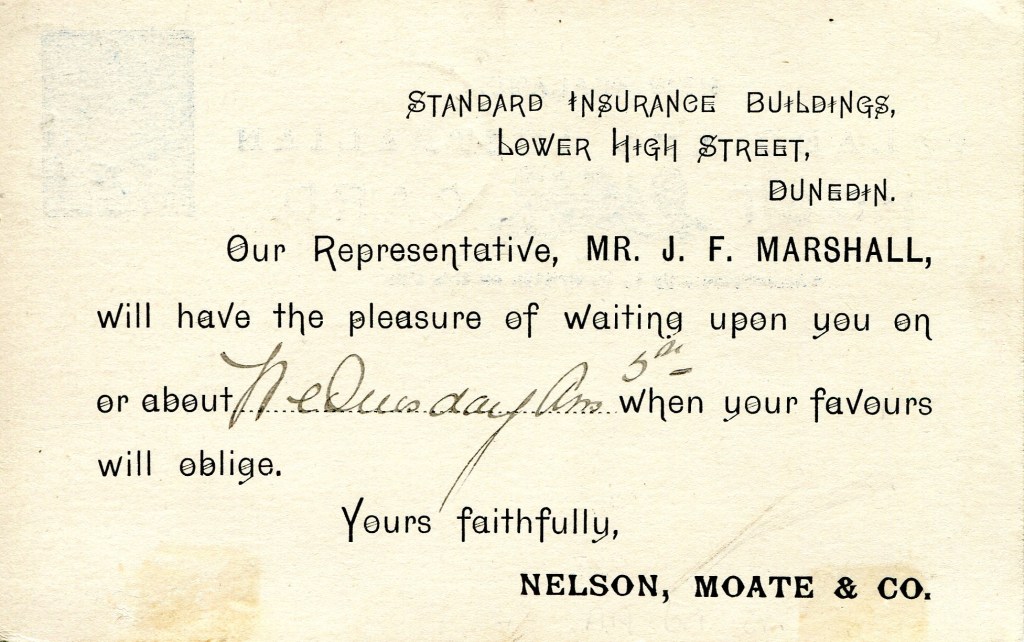 STANDARD INSURANCE BUILDINGS,
LOWER HIGH STREET,
DUNEDIN.
Our Representative, MR. J. F. MARSHALL,
will have the pleasure of waiting upon you on
or about Wednesday Am 5th when your favours
will oblige.
Yours faithfully,
NELSON, MOATE & CO.